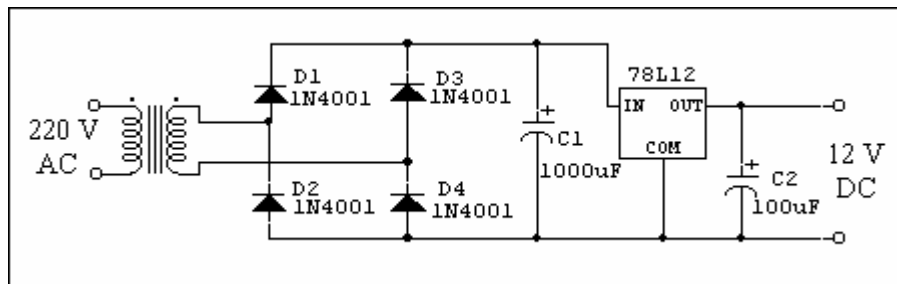 220 V
AC
D1
1N4001
D3
1N4001
D2
1N4001
D4
1N4001
+
C1
1000uF
78L12
IN OUT
COM
+
C2
100uF
12 V
DC